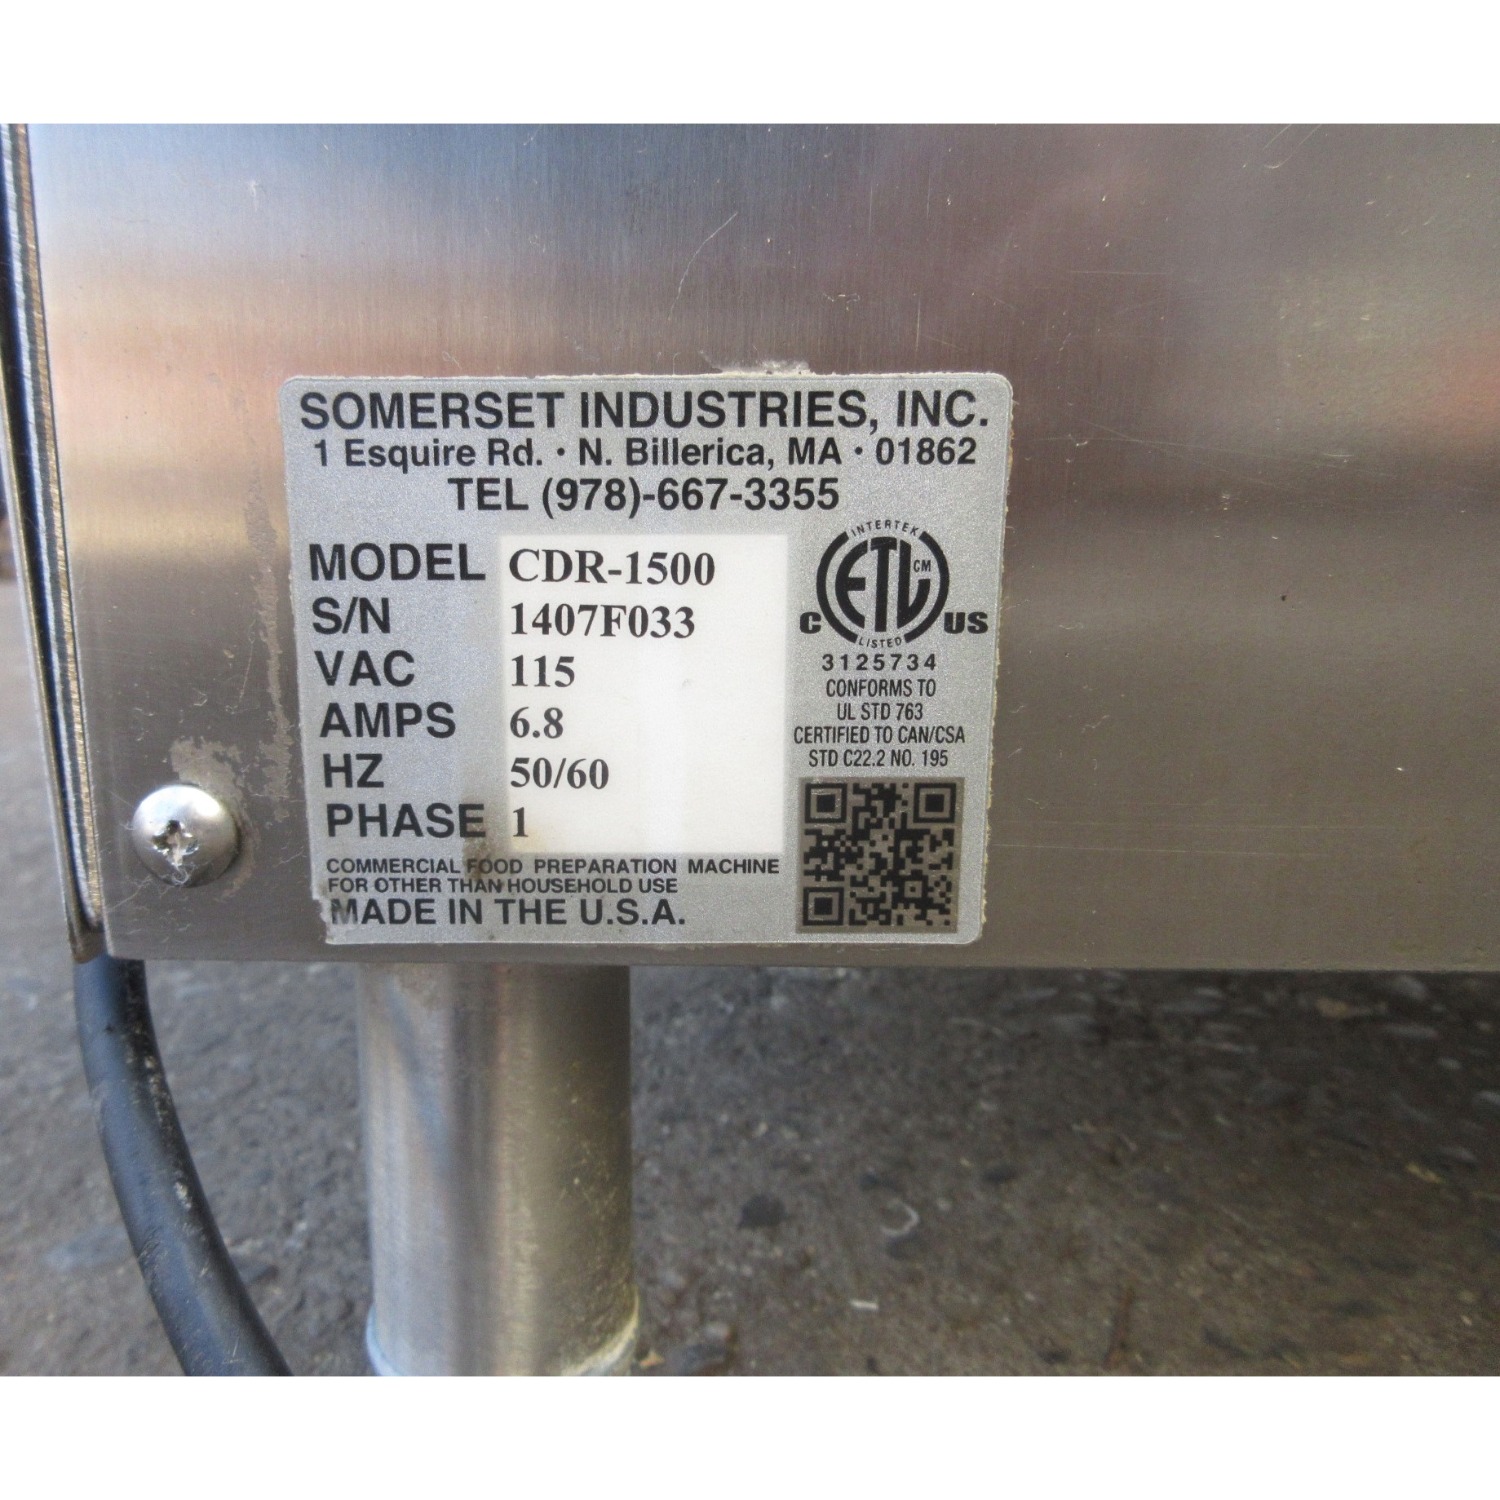 SOMERSET INDUSTRIES, INC.
1 Esquire Rd. • N. Billerica, MA • 01862
TEL (978)-667-3355
MODEL CDR-1500
S/N 1407F033
VAC 115
AMPS 6.8
HZ 50/60
PHASE 1
COMMERCIAL FOOD PREPARATION MACHINE
FOR OTHER THAN HOUSEHOLD USE
MADE IN THE U.S.A.
INTERTEK
ETL CM
C US
LISTED
3125734
CONFORMS TO
UL STD 763
CERTIFIED TO CAN/CSA
STD C22.2 NO. 195